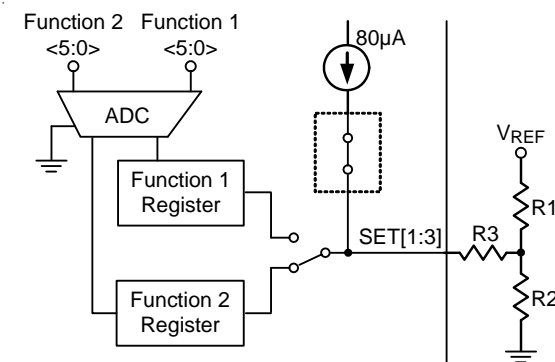 Function 2 Function 1
<5:0> <5:0>
80µA
ADC
VREF
Function 1
Register
R1
SET[1:3] R3
R2
Function 2
Register